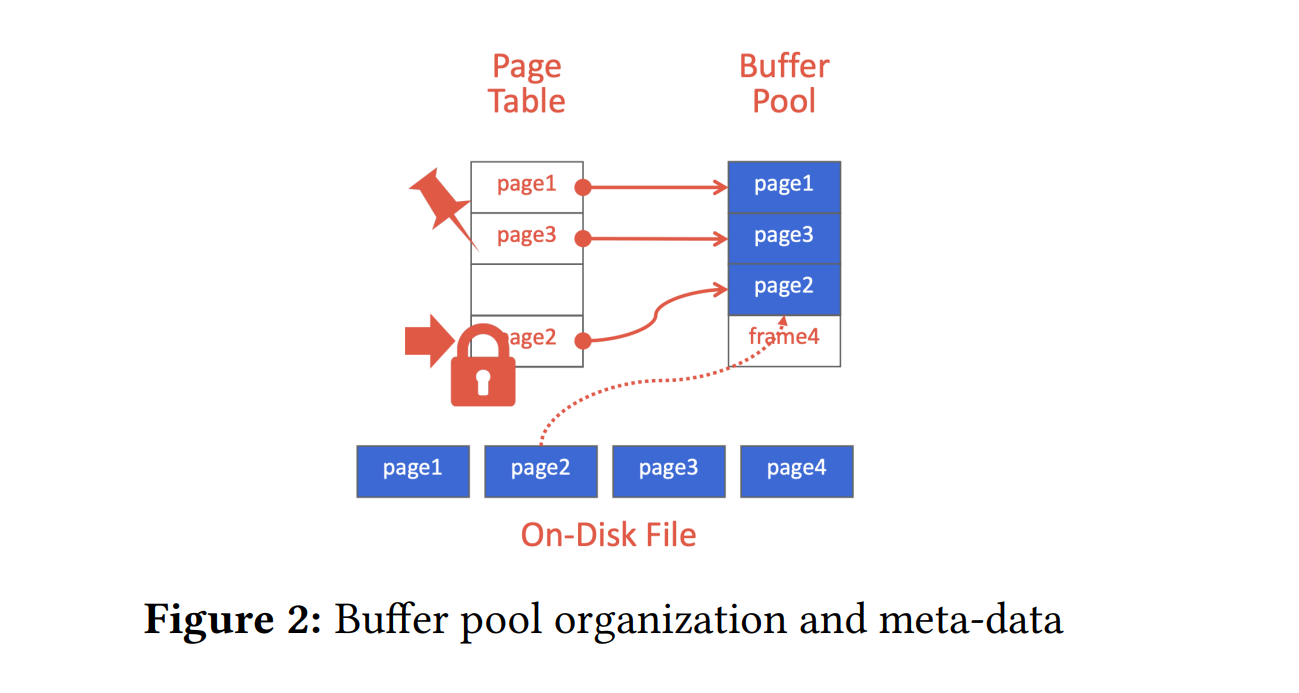 Page
Table
Buffer
Pool
page1
page3
page2
page1
page3
page2
frame4
page1
page2
page3
page4
On-Disk File
Figure 2: Buffer pool organization and meta-data